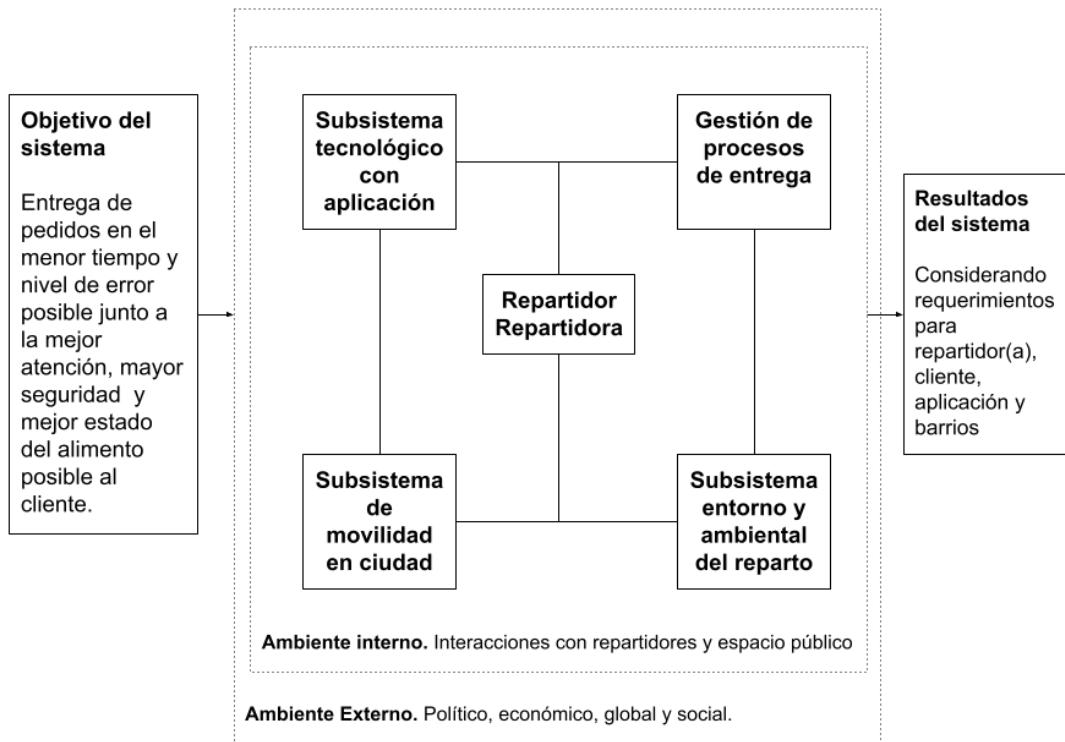 Objetivo del
sistema
Entrega de
pedidos en el
menor tiempo y
nivel de error
posible junto a
la mejor
atención, mayor
seguridad y
mejor estado
del alimento
posible al
cliente.
Subsistema
tecnológico
con
aplicación
Gestión de
procesos
de entrega
Repartidor
Repartidora
Subsistema
de
movilidad
en ciudad
Subsistema
entorno y
ambiental
del reparto
Ambiente interno. Interacciones con repartidores y espacio público
Ambiente Externo. Político, económico, global y social.
Resultados
del sistema
Considerando
requerimientos
para
repartidor(a),
cliente,
aplicación y
barrios